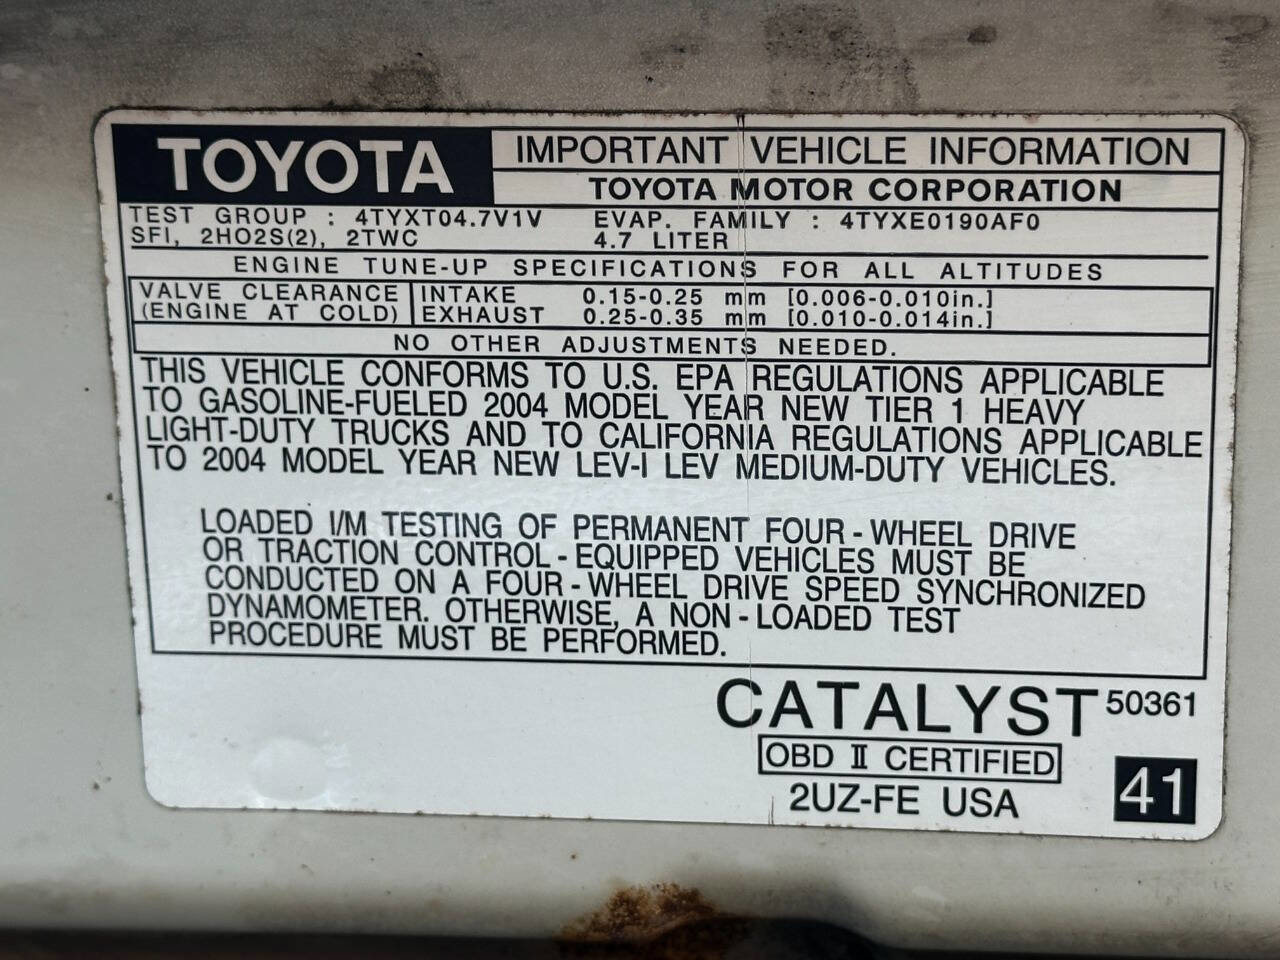 TOYOTA
IMPORTANT VEHICLE INFORMATION
TOYOTA MOTOR CORPORATION
TEST GROUP : 4TYXT04.7V1V EVAP. FAMILY : 4TYXE0190AF0
SFI, 2HO2S(2), 2TWC 4.7 LITER
ENGINE TUNE-UP SPECIFICATIONS FOR ALL ALTITUDES
VALVE CLEARANCE INTAKE 0.15-0.25 mm [0.006-0.010in.]
(ENGINE AT COLD) EXHAUST 0.25-0.35 mm [0.010-0.014in.]
NO OTHER ADJUSTMENTS NEEDED.
THIS VEHICLE CONFORMS TO U.S. EPA REGULATIONS APPLICABLE
TO GASOLINE-FUELED 2004 MODEL YEAR NEW TIER 1 HEAVY
LIGHT-DUTY TRUCKS AND TO CALIFORNIA REGULATIONS APPLICABLE
TO 2004 MODEL YEAR NEW LEV-I LEV MEDIUM-DUTY VEHICLES.
LOADED I/M TESTING OF PERMANENT FOUR-WHEEL DRIVE
OR TRACTION CONTROL-EQUIPPED VEHICLES MUST BE
CONDUCTED ON A FOUR-WHEEL DRIVE SPEED SYNCHRONIZED
DYNAMOMETER. OTHERWISE, A NON-LOADED TEST
PROCEDURE MUST BE PERFORMED.
CATALYST 50361
OBD II CERTIFIED
2UZ-FE USA 41